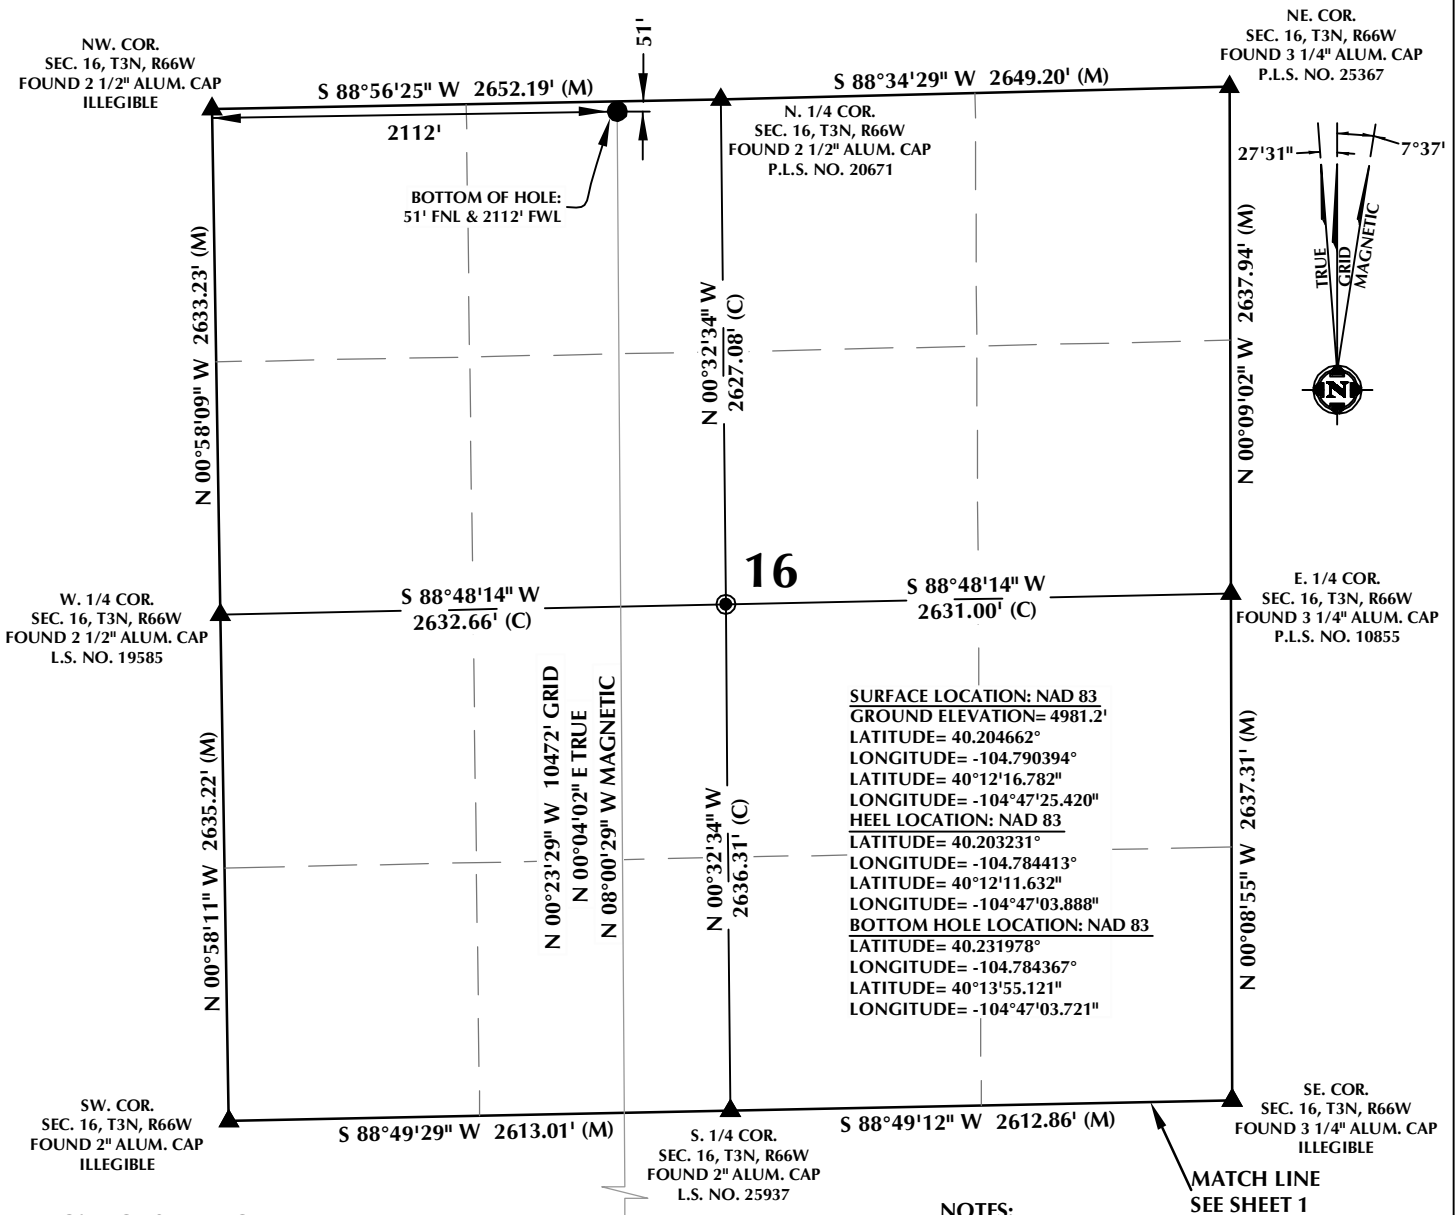 NW. COR.
SEC. 16, T3N, R66W
FOUND 2 1/2" ALUM. CAP
ILLEGIBLE
S 88°56'25" W 2652.19' (M)
2112'
51'
S 88°34'29" W 2649.20' (M)
NE. COR.
SEC. 16, T3N, R66W
FOUND 3 1/4" ALUM. CAP
P.L.S. NO. 25367
N. 1/4 COR.
SEC. 16, T3N, R66W
FOUND 2 1/2" ALUM. CAP
P.L.S. NO. 20671
27'31"
7°37'
TRUE
GRID
MAGNETIC
N
BOTTOM OF HOLE:
51' FNL & 2112' FWL
N 00°58'09" W 2633.23' (M)
N 00°32'34" W
2627.08' (C)
N 00°09'02" W 2637.94' (M)
16
W. 1/4 COR.
SEC. 16, T3N, R66W
FOUND 2 1/2" ALUM. CAP
L.S. NO. 19585
S 88°48'14" W
2632.66' (C)
S 88°48'14" W
2631.00' (C)
E. 1/4 COR.
SEC. 16, T3N, R66W
FOUND 3 1/4" ALUM. CAP
P.L.S. NO. 10855
N 00°58'11" W 2635.22' (M)
N 00°23'29" W 10472' GRID
N 00°04'02" E TRUE
N 08°00'29" W MAGNETIC
N 00°32'34" W
2636.31' (C)
SURFACE LOCATION: NAD 83
GROUND ELEVATION= 4981.2'
LATITUDE= 40.204662°
LONGITUDE= -104.790394°
LATITUDE= 40°12'16.782"
LONGITUDE= -104°47'25.420"
HEEL LOCATION: NAD 83
LATITUDE= 40.203231°
LONGITUDE= -104.784413°
LATITUDE= 40°12'11.632"
LONGITUDE= -104°47'03.888"
BOTTOM HOLE LOCATION: NAD 83
LATITUDE= 40.231978°
LONGITUDE= -104.784367°
LATITUDE= 40°13'55.121"
LONGITUDE= -104°47'03.721"
N 00°08'55" W 2637.31' (M)
SW. COR.
SEC. 16, T3N, R66W
FOUND 2" ALUM. CAP
ILLEGIBLE
S 88°49'29" W 2613.01' (M)
S. 1/4 COR.
SEC. 16, T3N, R66W
FOUND 2" ALUM. CAP
L.S. NO. 25937
S 88°49'12" W 2612.86' (M)
SE. COR.
SEC. 16, T3N, R66W
FOUND 3 1/4" ALUM. CAP
ILLEGIBLE
MATCH LINE
SEE SHEET 1
NOTES: